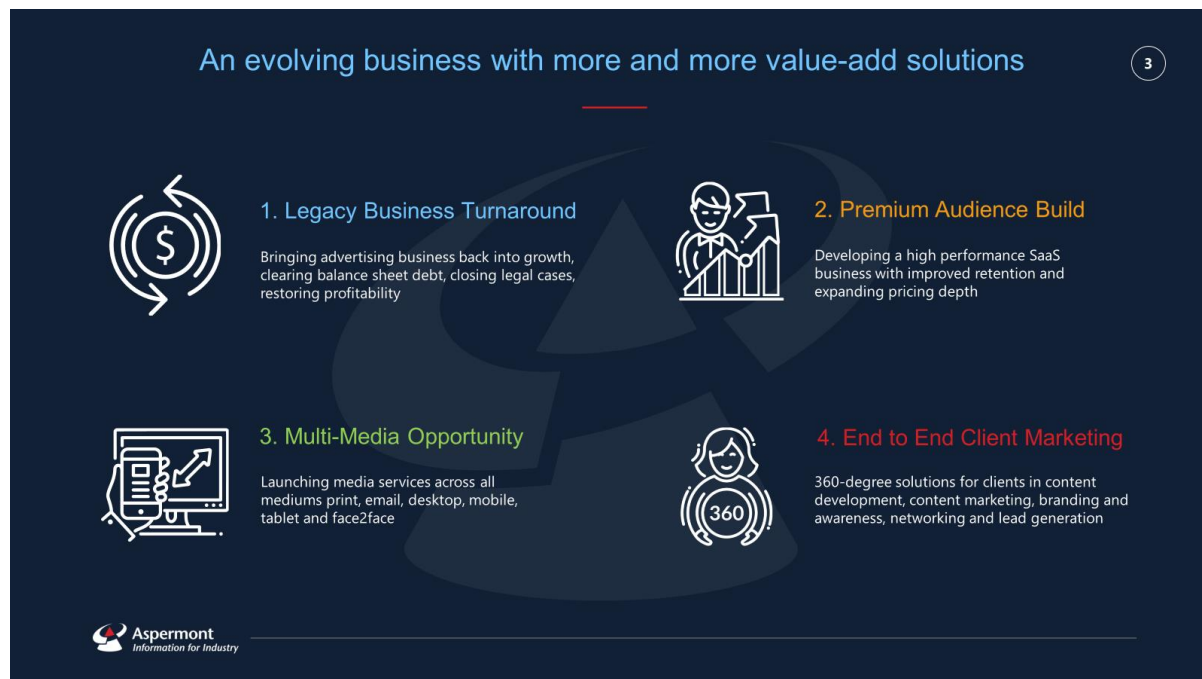 An evolving business with more and more value-add solutions
3
$
1. Legacy Business Turnaround
Bringing advertising business back into growth,
clearing balance sheet debt, closing legal cases,
restoring profitability
2. Premium Audience Build
Developing a high performance SaaS
business with improved retention and
expanding pricing depth
3. Multi-Media Opportunity
Launching media services across all
mediums print, email, desktop, mobile,
tablet and face2face
360
4. End to End Client Marketing
360-degree solutions for clients in content
development, content marketing, branding and
awareness, networking and lead generation
Aspermont
Information for Industry